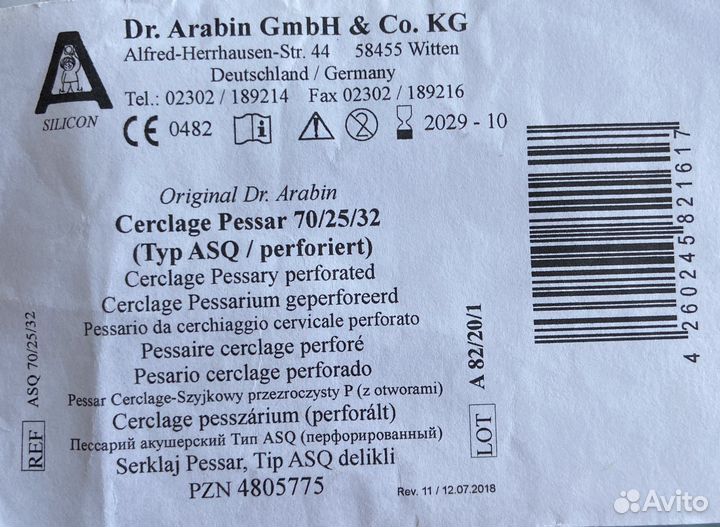 Dr. Arabin GmbH & Co. KG
Alfred-Herrhausen-Str. 44 58455 Witten
Deutschland / Germany
Tel.: 02302 / 189214 Fax 02302 / 189216
A
SILICON
CE 0482 i 2 2029 - 10
Original Dr. Arabin
Cerclage Pessar 70/25/32
(Typ ASQ / perforiert)
Cerclage Pessary perforated
Cerclage Pessarium geperforeerd
Pessario da cerchiaggio cervicale perforato
Pessaire cerclage perforé
Pesario cerclage perforado
Pessar Cerclage-Szyjkowy przezroczysty P (z otworami)
Cerclage pesszárium (perforált)
Пессарий акушерский Тип ASQ (перфорированный)
Serklaj Pessar, Tip ASQ delikli
PZN 4805775
Rev. 11 / 12.07.2018
REF ASQ 70/25/32
LOT A 82/20/1
4260245821617
Avito